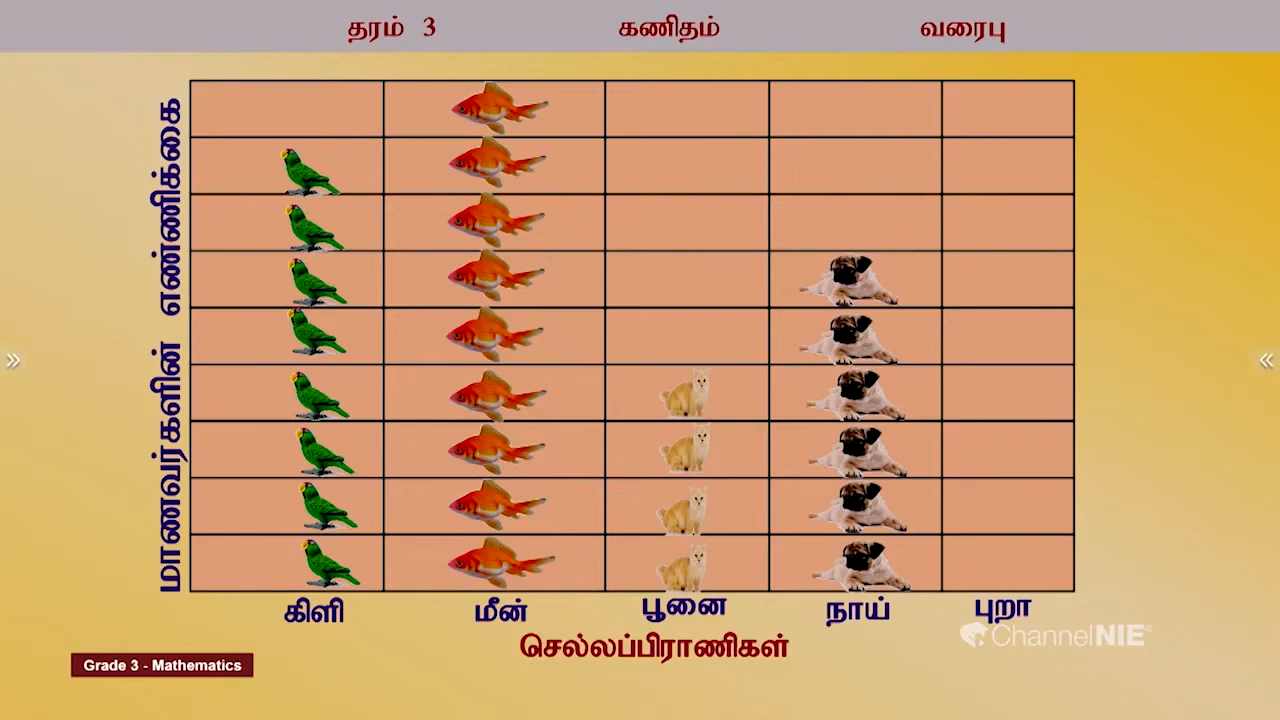 தரம் 3 கணிதம் வரைபு
மாணவர்களின் எண்ணிக்கை
கிளி மீன் பூனை நாய் புறா
செல்லப்பிராணிகள்
ChannelNIE
Grade 3 - Mathematics